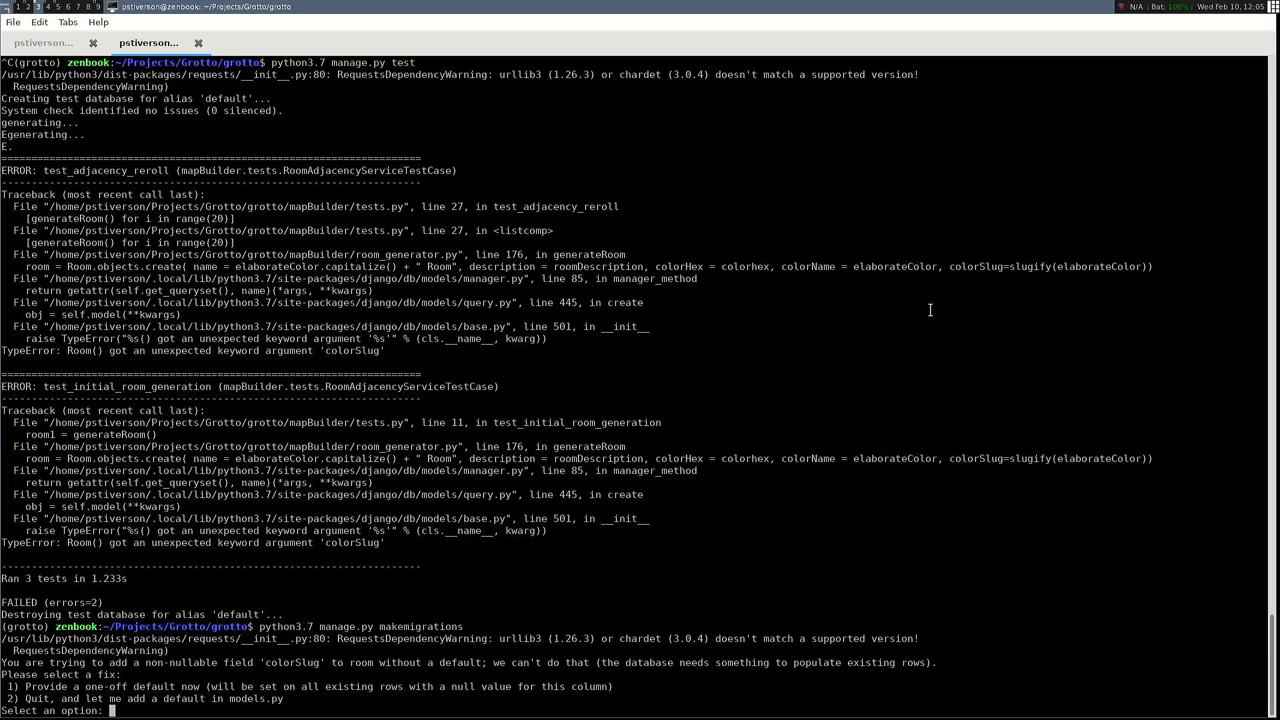 1 2 3 4 5 6 7 8 9 pstiverson@zenbook: ~/Projects/Grotto/grotto N/A | Bat: 100% | Wed Feb 10, 12:05
File Edit Tabs Help
pstiverson... pstiverson...
^C(grotto) zenbook:~/Projects/Grotto/grotto$ python3.7 manage.py test
/usr/lib/python3/dist-packages/requests/__init__.py:80: RequestsDependencyWarning: urllib3 (1.26.3) or chardet (3.0.4) doesn't match a supported version!
  RequestsDependencyWarning)
Creating test database for alias 'default'...
System check identified no issues (0 silenced).
generating...
Egenerating...
E.
======================================================================
ERROR: test_adjacency_reroll (mapBuilder.tests.RoomAdjacencyServiceTestCase)
----------------------------------------------------------------------
Traceback (most recent call last):
  File "/home/pstiverson/Projects/Grotto/grotto/mapBuilder/tests.py", line 27, in test_adjacency_reroll
    [generateRoom() for i in range(20)]
  File "/home/pstiverson/Projects/Grotto/grotto/mapBuilder/tests.py", line 27, in <listcomp>
    [generateRoom() for i in range(20)]
  File "/home/pstiverson/Projects/Grotto/grotto/mapBuilder/room_generator.py", line 176, in generateRoom
    room = Room.objects.create( name = elaborateColor.capitalize() + " Room", description = roomDescription, colorHex = colorhex, colorName = elaborateColor, colorSlug=slugify(elaborateColor))
  File "/home/pstiverson/.local/lib/python3.7/site-packages/django/db/models/manager.py", line 85, in manager_method
    return getattr(self.get_queryset(), name)(*args, **kwargs)
  File "/home/pstiverson/.local/lib/python3.7/site-packages/django/db/models/query.py", line 445, in create
    obj = self.model(**kwargs)
  File "/home/pstiverson/.local/lib/python3.7/site-packages/django/db/models/base.py", line 501, in __init__
    raise TypeError("%s() got an unexpected keyword argument '%s'" % (cls.__name__, kwarg))
TypeError: Room() got an unexpected keyword argument 'colorSlug'
======================================================================
ERROR: test_initial_room_generation (mapBuilder.tests.RoomAdjacencyServiceTestCase)
----------------------------------------------------------------------
Traceback (most recent call last):
  File "/home/pstiverson/Projects/Grotto/grotto/mapBuilder/tests.py", line 11, in test_initial_room_generation
    room1 = generateRoom()
  File "/home/pstiverson/Projects/Grotto/grotto/mapBuilder/room_generator.py", line 176, in generateRoom
    room = Room.objects.create( name = elaborateColor.capitalize() + " Room", description = roomDescription, colorHex = colorhex, colorName = elaborateColor, colorSlug=slugify(elaborateColor))
  File "/home/pstiverson/.local/lib/python3.7/site-packages/django/db/models/manager.py", line 85, in manager_method
    return getattr(self.get_queryset(), name)(*args, **kwargs)
  File "/home/pstiverson/.local/lib/python3.7/site-packages/django/db/models/query.py", line 445, in create
    obj = self.model(**kwargs)
  File "/home/pstiverson/.local/lib/python3.7/site-packages/django/db/models/base.py", line 501, in __init__
    raise TypeError("%s() got an unexpected keyword argument '%s'" % (cls.__name__, kwarg))
TypeError: Room() got an unexpected keyword argument 'colorSlug'
----------------------------------------------------------------------
Ran 3 tests in 1.233s
FAILED (errors=2)
Destroying test database for alias 'default'...
(grotto) zenbook:~/Projects/Grotto/grotto$ python3.7 manage.py makemigrations
/usr/lib/python3/dist-packages/requests/__init__.py:80: RequestsDependencyWarning: urllib3 (1.26.3) or chardet (3.0.4) doesn't match a supported version!
  RequestsDependencyWarning)
You are trying to add a non-nullable field 'colorSlug' to room without a default; we can't do that (the database needs something to populate existing rows).
Please select a fix:
 1) Provide a one-off default now (will be set on all existing rows with a null value for this column)
 2) Quit, and let me add a default in models.py
Select an option: